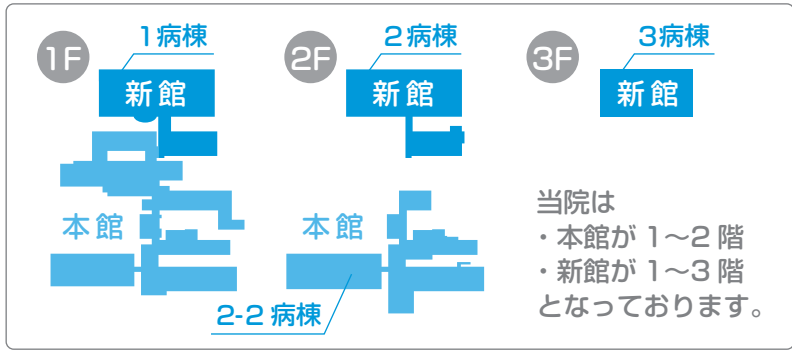 1F
1病棟
新館
本館
2F
2病棟
新館
本館
2-2 病棟
3F
3病棟
新館
当院は
・本館が 1〜2 階
・新館が 1〜3 階
となっております。